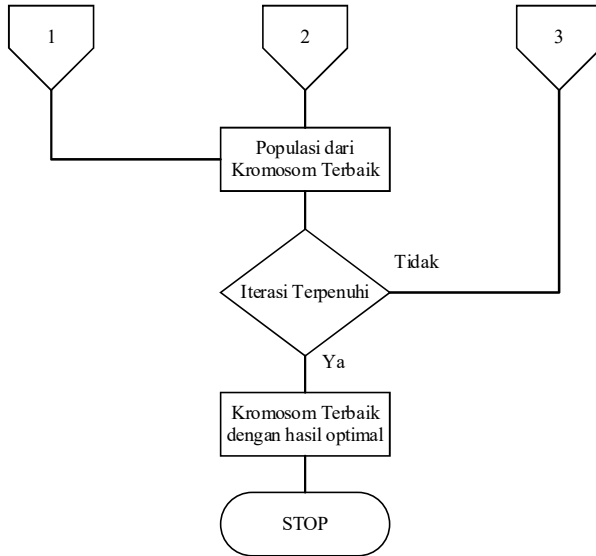 1
2
3
Populasi dari
Kromosom Terbaik
Tidak
Iterasi Terpenuhi
Ya
Kromosom Terbaik
dengan hasil optimal
STOP